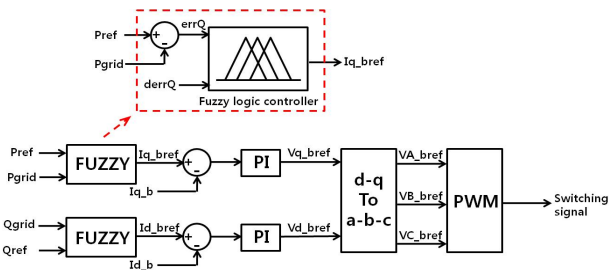 Pref
+
-
errQ
Pgrid
derrQ
Iq_bref
Fuzzy logic controller
Pref
Pgrid
FUZZY
Iq_bref
+
-
Iq_b
PI
Vq_bref
Qgrid
Qref
FUZZY
Id_bref
+
-
Id_b
PI
Vd_bref
d-q
To
a-b-c
VA_bref
VB_bref
VC_bref
PWM
Switching
signal